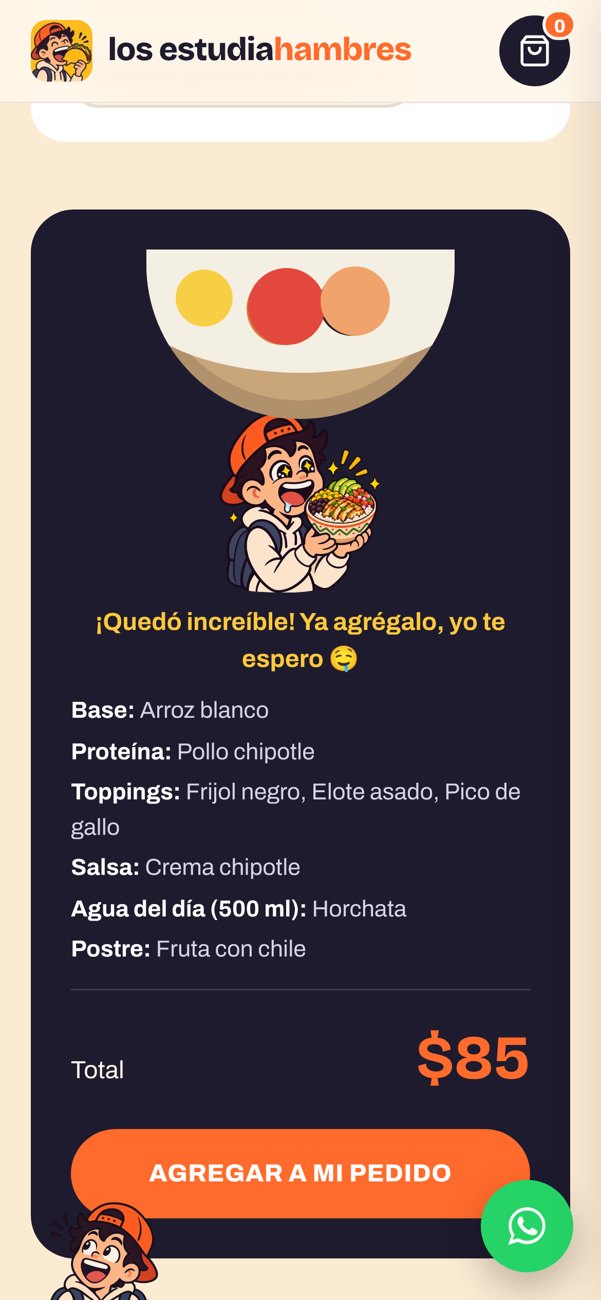 los estudiahambres
0
¡Quedó increíble! Ya agrégalo, yo te
espero 🤤
Base: Arroz blanco
Proteína: Pollo chipotle
Toppings: Frijol negro, Elote asado, Pico de
gallo
Salsa: Crema chipotle
Agua del día (500 ml): Horchata
Postre: Fruta con chile
Total
$85
AGREGAR A MI PEDIDO